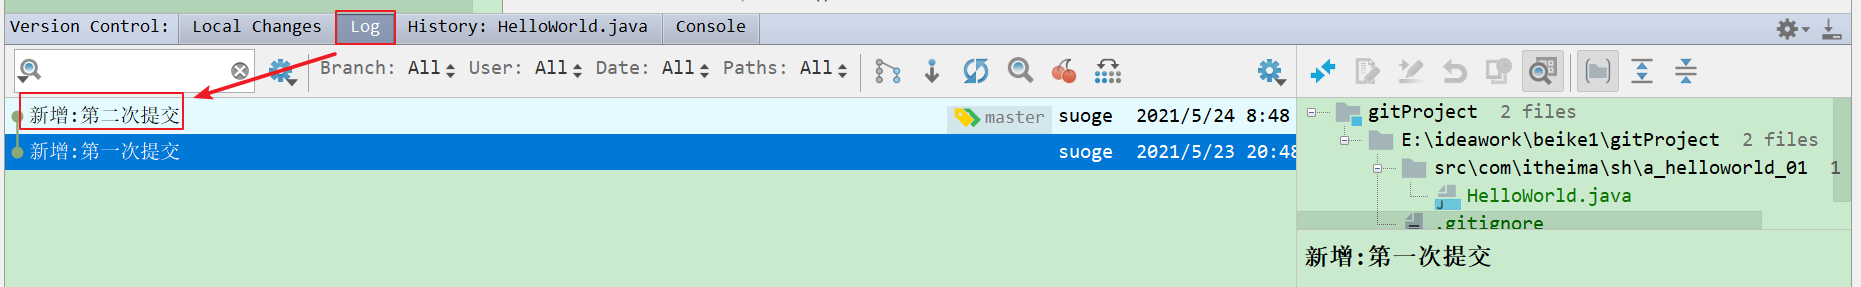 Version Control: Local Changes Log History: HelloWorld.java Console
Branch: All User: All Date: All Paths: All
新增:第二次提交 master suoge 2021/5/24 8:48
新增:第一次提交 suoge 2021/5/23 20:48
gitProject 2 files
E:\ideawork\beike1\gitProject 2 files
src\com\itheima\sh\a_helloworld_01 1
HelloWorld.java
.gitignore
新增:第一次提交